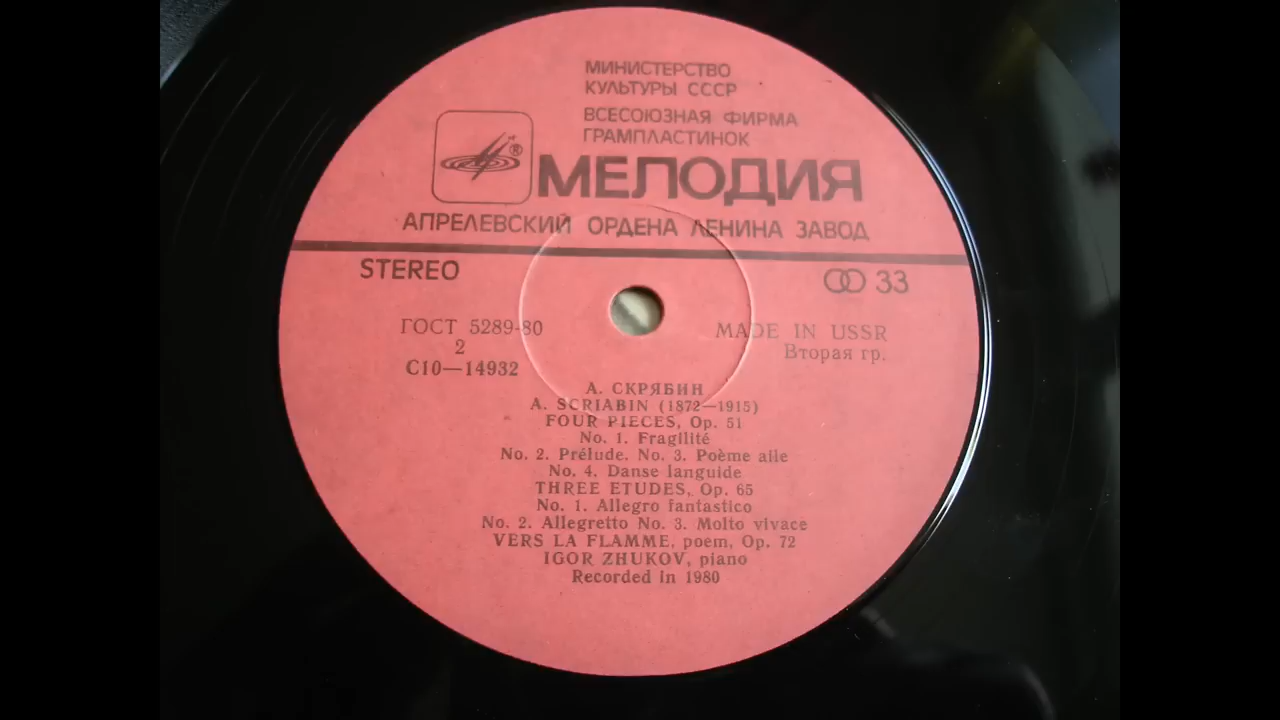 МИНИСТЕРСТВО
КУЛЬТУРЫ СССР
ВСЕСОЮЗНАЯ ФИРМА
ГРАМПЛАСТИНОК
®
МЕЛОДИЯ
АПРЕЛЕВСКИЙ ОРДЕНА ЛЕНИНА ЗАВОД
STEREO
33
ГОСТ 5289-80
MADE IN USSR
2
Вторая гр.
С10—14932
А. СКРЯБИН
A. SCRIABIN (1872—1915)
FOUR PIECES, Op. 51
No. 1. Fragilité
No. 2. Prélude. No. 3. Poème aile
No. 4. Danse languide
THREE ETUDES, Op. 65
No. 1. Allegro fantastico
No. 2. Allegretto No. 3. Molto vivace
VERS LA FLAMME, poem, Op. 72
IGOR ZHUKOV, piano
Recorded in 1980